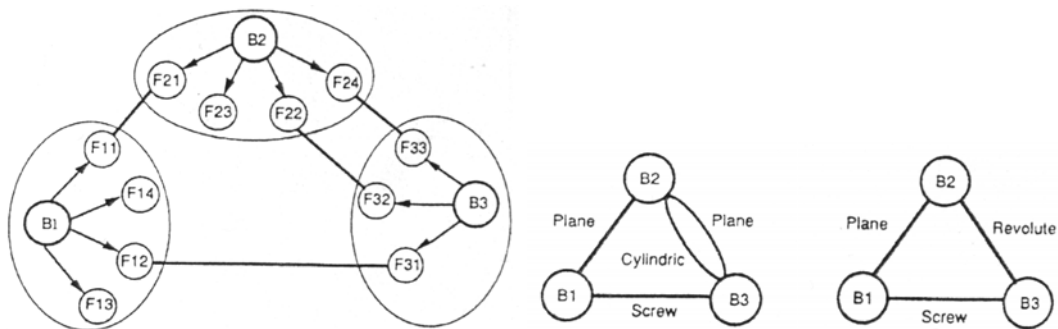 B2
F21
F24
F23
F22
F11
F33
F14
F32
B1
B3
F12
F31
F13
B2
Plane
Plane
Cylindric
B1
B3
Screw
B2
Plane
Revolute
B1
B3
Screw